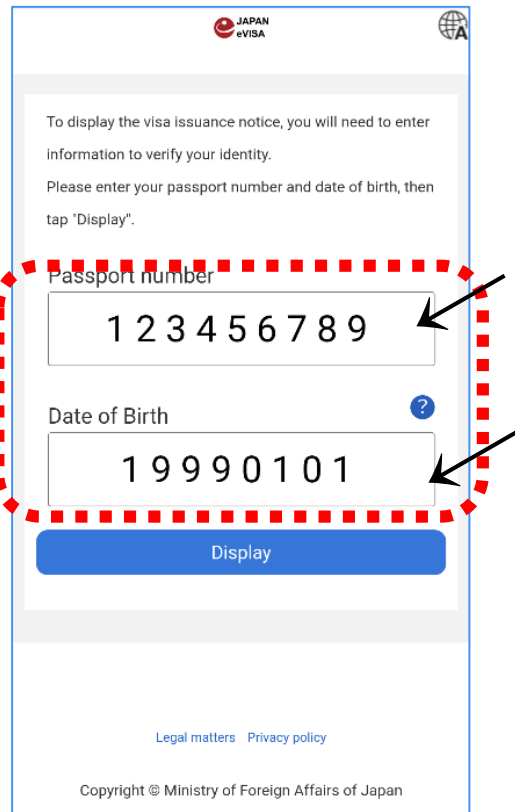 JAPAN
eVISA
A
To display the visa issuance notice, you will need to enter
information to verify your identity.
Please enter your passport number and date of birth, then
tap "Display".
Passport number
123456789
Date of Birth
?
19990101
Display
Legal matters Privacy policy
Copyright © Ministry of Foreign Affairs of Japan